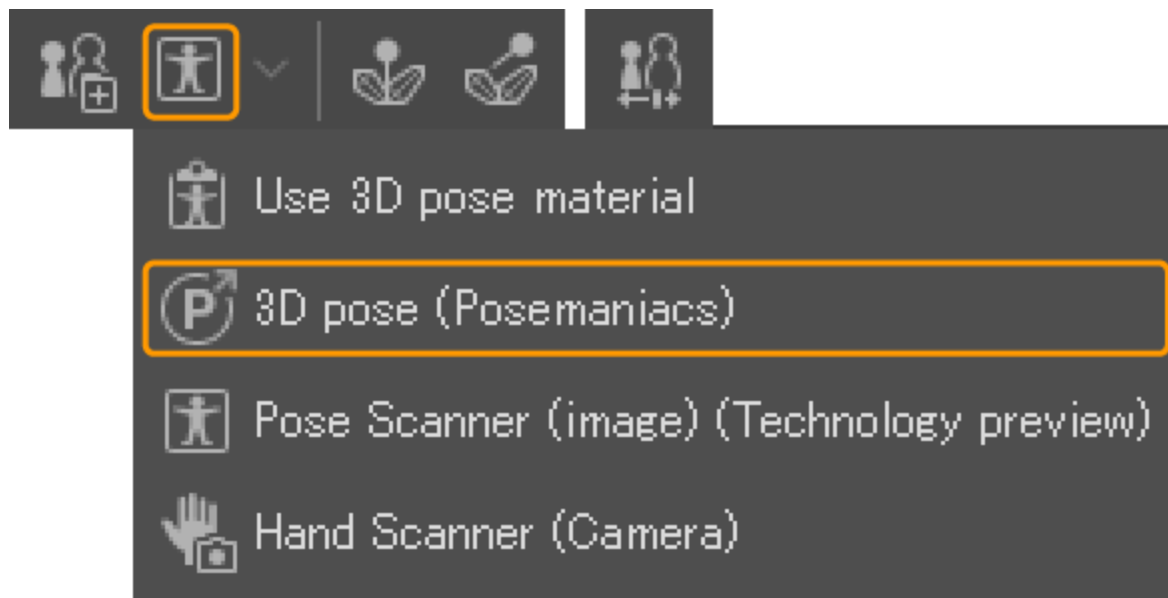 Use 3D pose material
P 3D pose (Posemaniacs)
Pose Scanner (image) (Technology preview)
Hand Scanner (Camera)